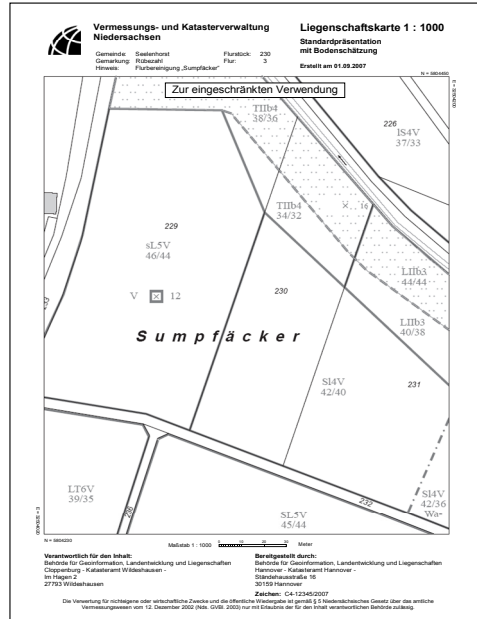 Vermessungs- und Katasterverwaltung
Niedersachsen
Liegenschaftskarte 1 : 1000
Standardpräsentation
mit Bodenschätzung
Gemeinde: Seelenhorst Flurstück: 230
Gemarkung: Rübezahl Flur: 3
Hinweis: Flurbereinigung „Sumpfäcker"
Erstellt am 01.09.2007
N = 5804450
Zur eingeschränkten Verwendung
TIIb4
38/36
226
lS4V
37/33
TIIb4
34/32
16
229
sL5V
46/44
LIIb3
44/44
V 12
230
LIIb3
40/38
233
Sumpfäcker
Sl4V
42/40
231
LT6V
39/35
236
232
Sl4V
42/36
Wa-
SL5V
45/44
N = 5804230
Maßstab 1 : 1000 Meter
Verantwortlich für den Inhalt:
Behörde für Geoinformation, Landentwicklung und Liegenschaften
Cloppenburg - Katasteramt Wildeshausen -
Im Hagen 2
27793 Wildeshausen
Bereitgestellt durch:
Behörde für Geoinformation, Landentwicklung und Liegenschaften
Hannover - Katasteramt Hannover -
Ständehausstraße 16
30159 Hannover
Zeichen: C4-12345/2007
Die Verwertung für nichteigene oder wirtschaftliche Zwecke und die öffentliche Wiedergabe ist gemäß § 5 Niedersächsisches Gesetz über das amtliche
Vermessungswesen vom 12. Dezember 2002 (Nds. GVBl. 2003) nur mit Erlaubnis der für den Inhalt verantwortlichen Behörde zulässig.